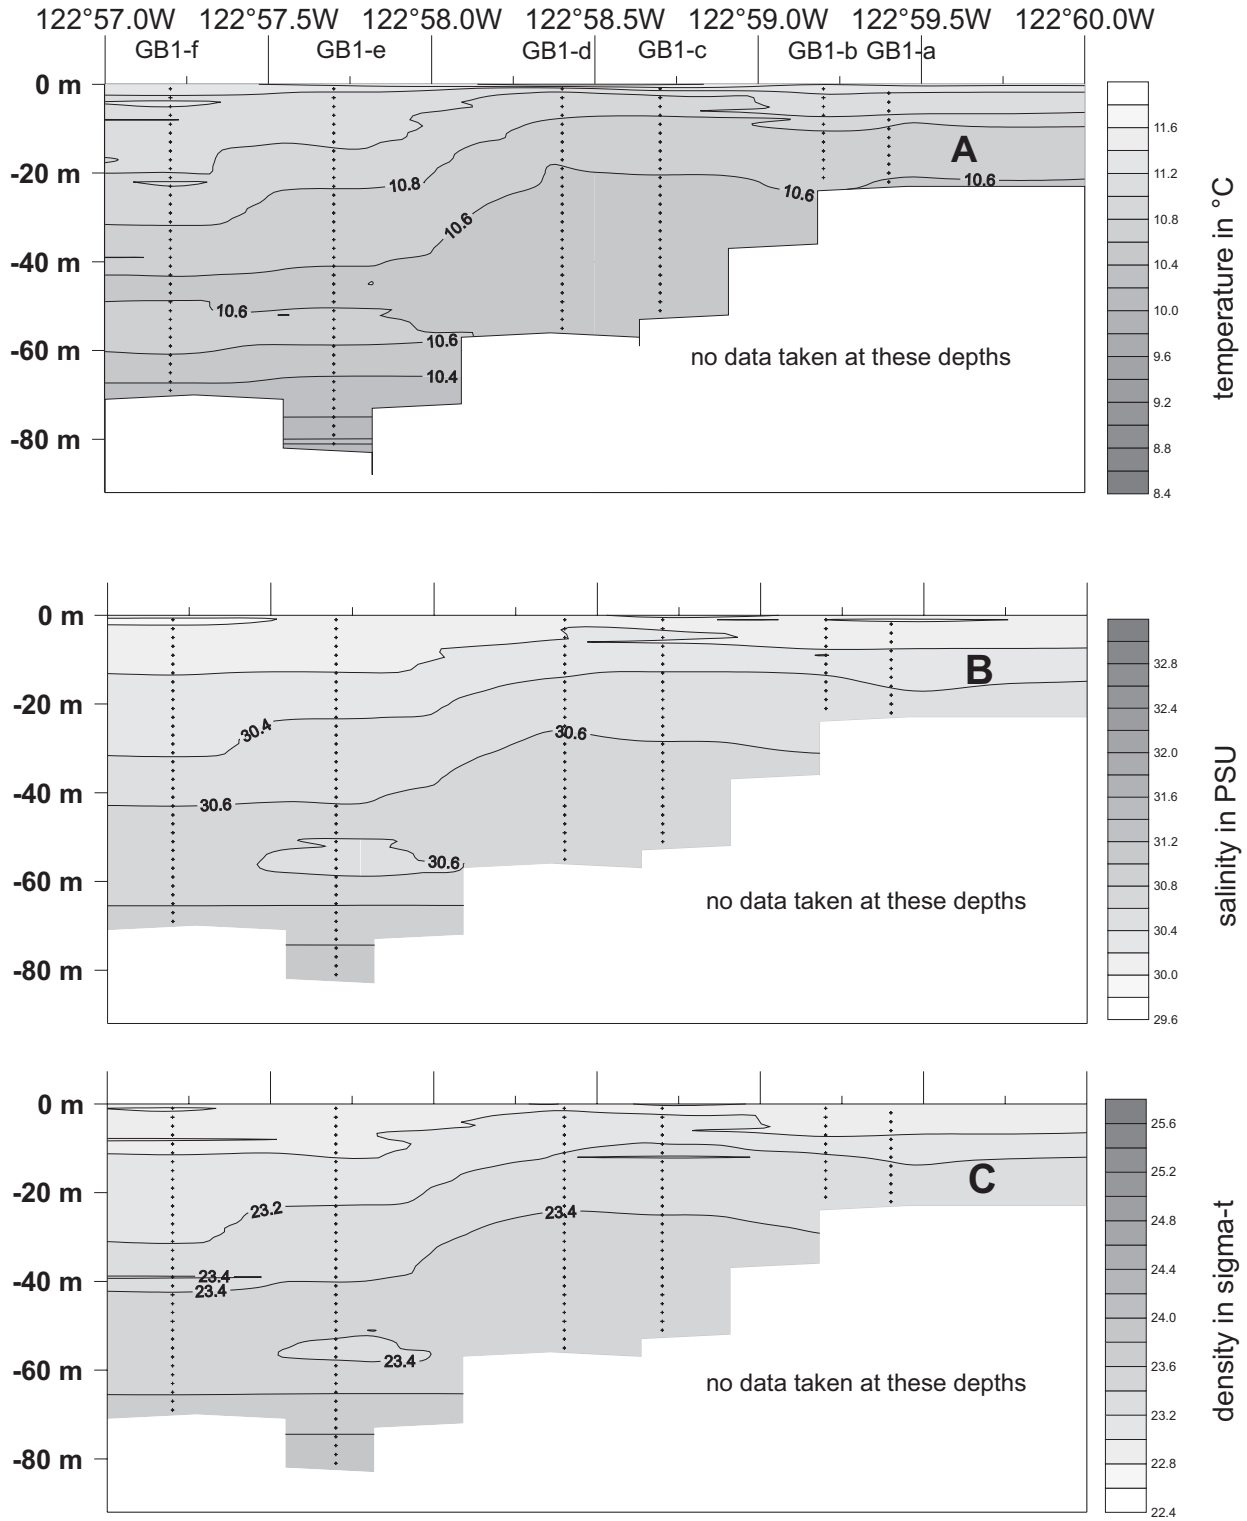 122°57.0W 122°57.5W 122°58.0W 122°58.5W 122°59.0W 122°59.5W 122°60.0W
GB1-f GB1-e GB1-d GB1-c GB1-b GB1-a
0 m
-20 m
-40 m
-60 m
-80 m
A
10.8
10.6
10.6
10.6
10.6
10.6
10.4
no data taken at these depths
11.6
11.2
10.8
10.4
10.0
9.6
9.2
8.8
8.4
temperature in °C
0 m
-20 m
-40 m
-60 m
-80 m
B
30.4
30.6
30.6
30.6
no data taken at these depths
32.8
32.4
32.0
31.6
31.2
30.8
30.4
30.0
29.6
salinity in PSU
0 m
-20 m
-40 m
-60 m
-80 m
C
23.2
23.4
23.4
23.4
23.4
no data taken at these depths
25.6
25.2
24.8
24.4
24.0
23.6
23.2
22.8
22.4
density in sigma-t